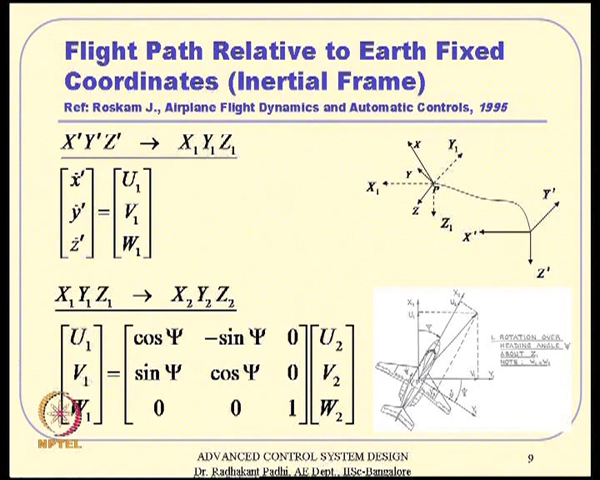 Flight Path Relative to Earth Fixed
Coordinates (Inertial Frame)
Ref: Roskam J., Airplane Flight Dynamics and Automatic Controls, 1995
X'Y'Z' → X₁Y₁Z₁
[ẋ' ẏ' ż'] = [U₁ V₁ W₁]
X Y₁
X₁ Y P
Z Z₁
Y'
X'
Z'
X₁Y₁Z₁ → X₂Y₂Z₂
[U₁ V₁ W₁] = [cos Ψ −sin Ψ 0
sin Ψ cos Ψ 0
0 0 1] [U₂ V₂ W₂]
1. ROTATION OVER
HEADING ANGLE Ψ
ABOUT Z₁
NPTEL
ADVANCED CONTROL SYSTEM DESIGN
Dr. Radhakant Padhi, AE Dept., IISc-Bangalore
9